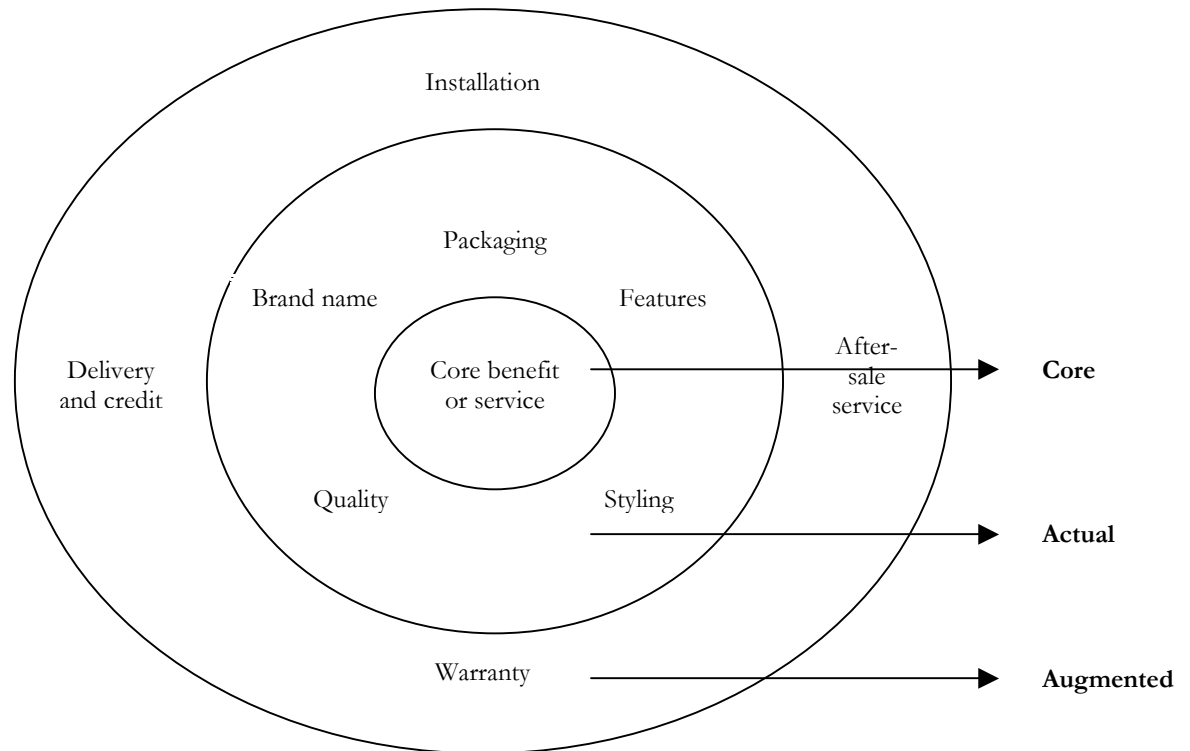 Installation
Packaging
Brand name
Features
Delivery
and credit
Core benefit
or service
After-
sale
service
Core
Quality
Styling
Actual
Warranty
Augmented